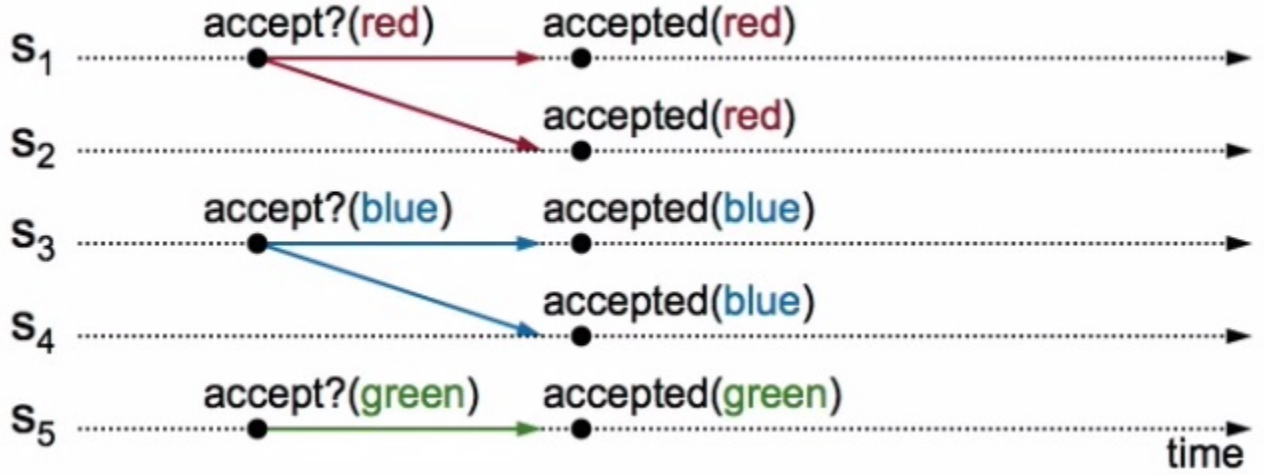 accept?(red) accepted(red)
S1
accepted(red)
S2
accept?(blue) accepted(blue)
S3
accepted(blue)
S4
accept?(green) accepted(green)
S5
time